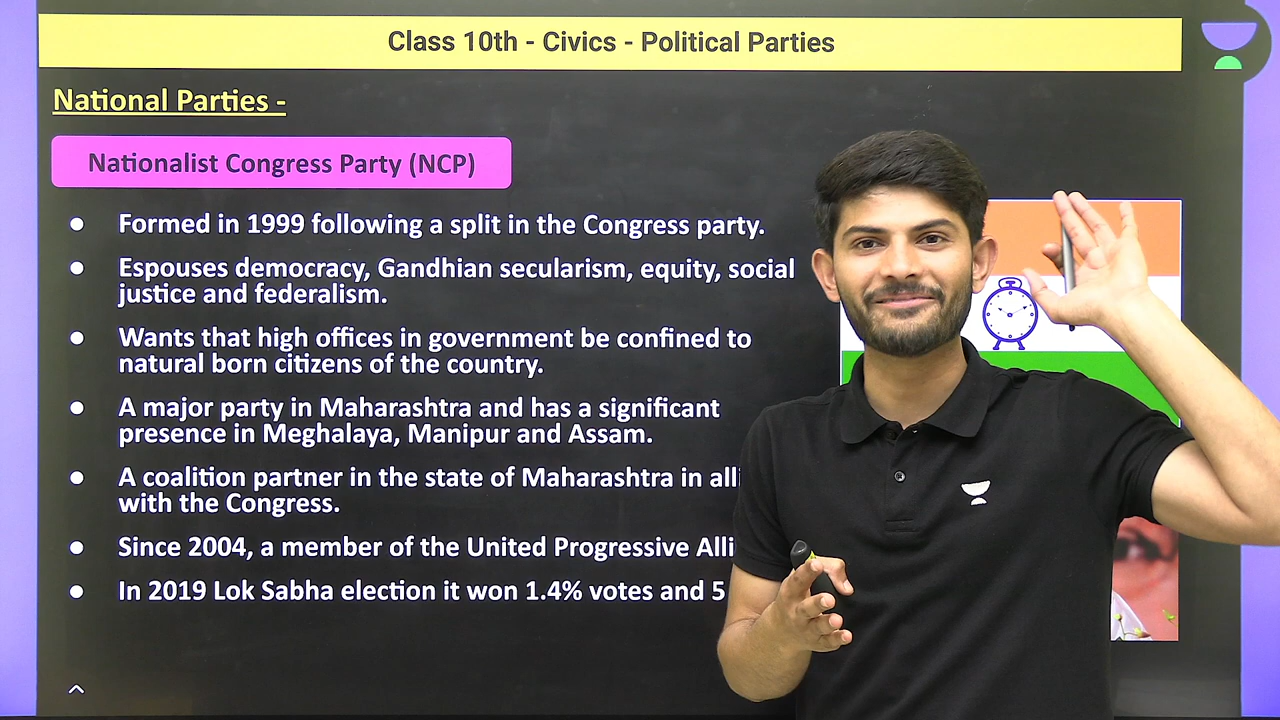 Class 10th - Civics - Political Parties
National Parties -
Nationalist Congress Party (NCP)
● Formed in 1999 following a split in the Congress party.
● Espouses democracy, Gandhian secularism, equity, social
justice and federalism.
● Wants that high offices in government be confined to
natural born citizens of the country.
● A major party in Maharashtra and has a significant
presence in Meghalaya, Manipur and Assam.
● A coalition partner in the state of Maharashtra in alli
with the Congress.
● Since 2004, a member of the United Progressive Alli
● In 2019 Lok Sabha election it won 1.4% votes and 5